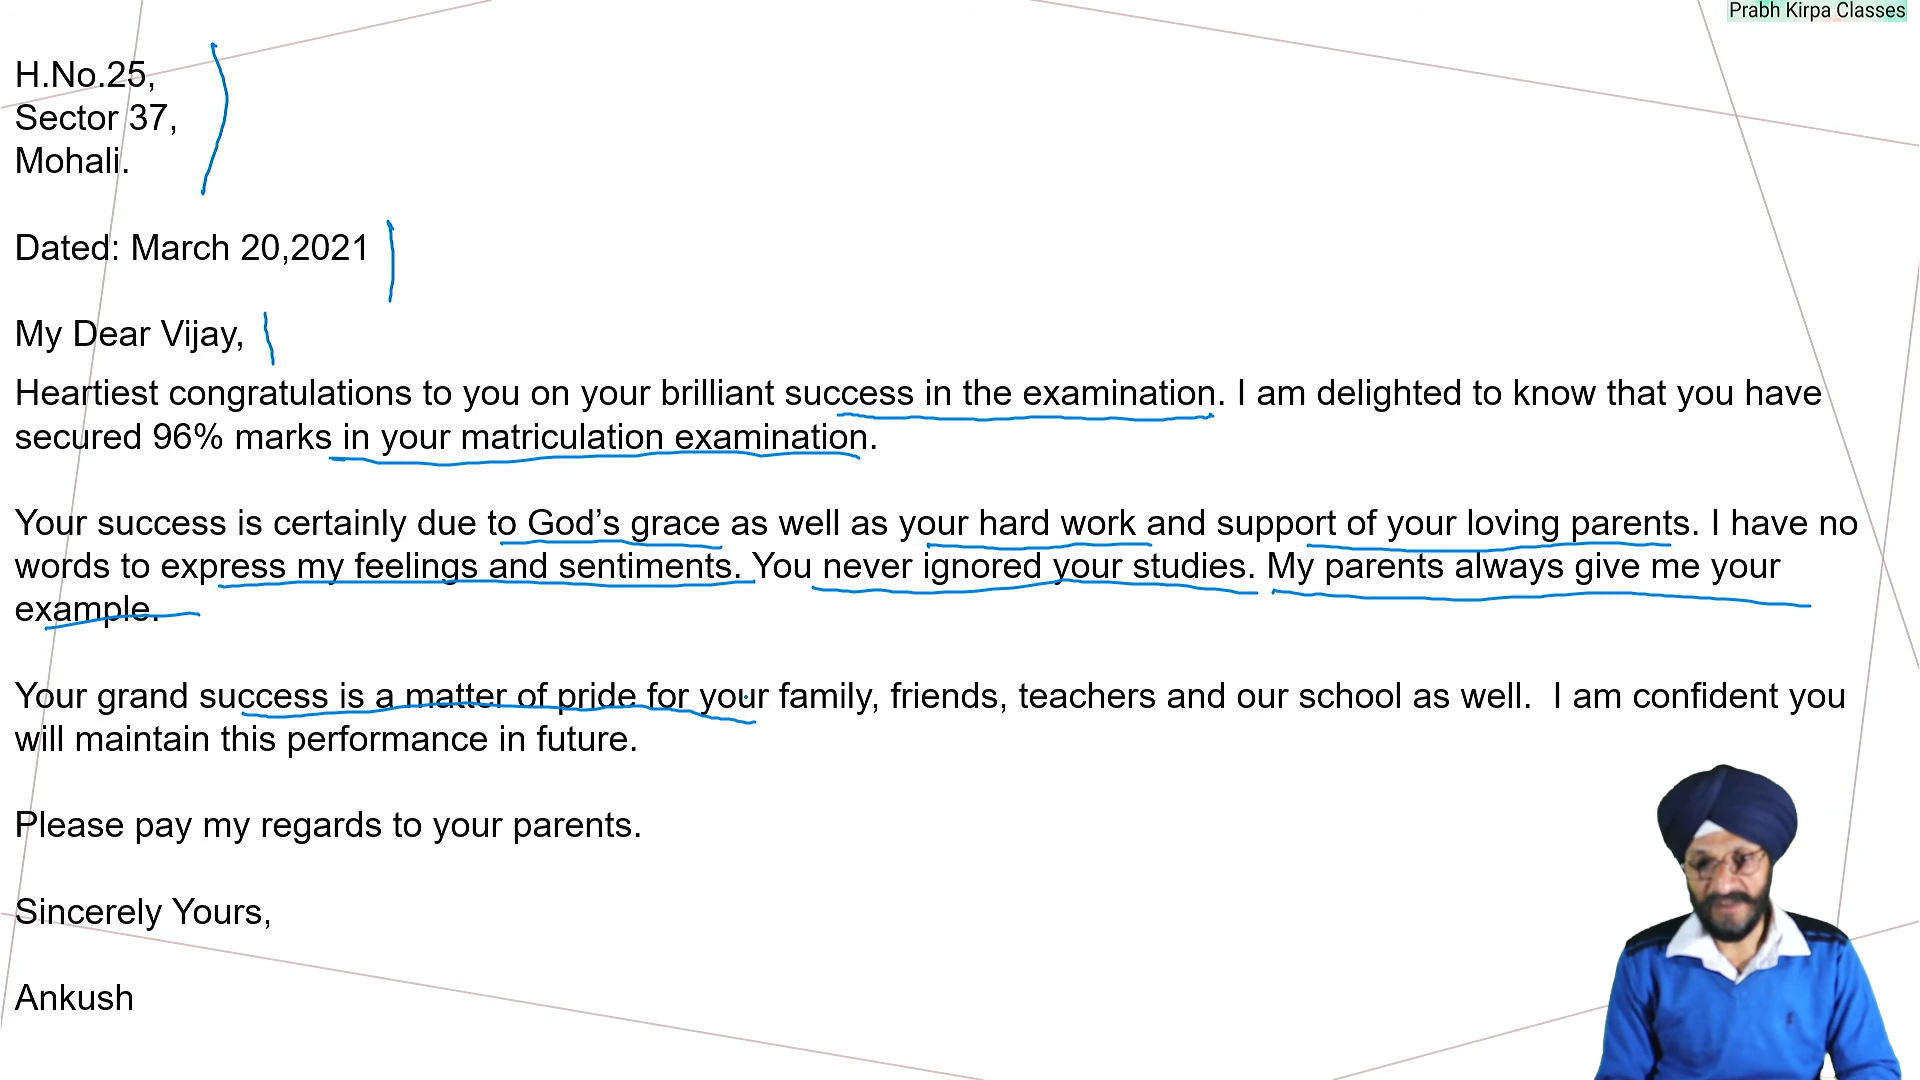 Prabh Kirpa Classes
H.No.25,
Sector 37,
Mohali.
Dated: March 20,2021
My Dear Vijay,
Heartiest congratulations to you on your brilliant success in the examination. I am delighted to know that you have
secured 96% marks in your matriculation examination.
Your success is certainly due to God’s grace as well as your hard work and support of your loving parents. I have no
words to express my feelings and sentiments. You never ignored your studies. My parents always give me your
example.
Your grand success is a matter of pride for your family, friends, teachers and our school as well.  I am confident you
will maintain this performance in future.
Please pay my regards to your parents.
Sincerely Yours,
Ankush